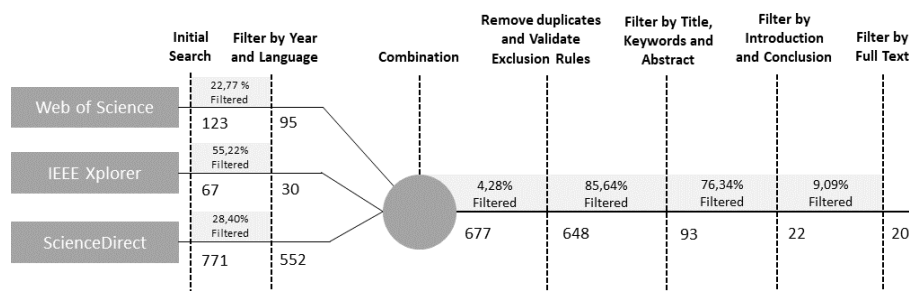 Initial
Search
Filter by Year
and Language
Combination
Remove duplicates
and Validate
Exclusion Rules
Filter by Title,
Keywords and
Abstract
Filter by
Introduction
and Conclusion
Filter by
Full Text
Web of Science
22,77 %
Filtered
123
95
IEEE Xplorer
55,22%
Filtered
67
30
ScienceDirect
28,40%
Filtered
771
552
4,28%
Filtered
85,64%
Filtered
76,34%
Filtered
9,09%
Filtered
677
648
93
22
20